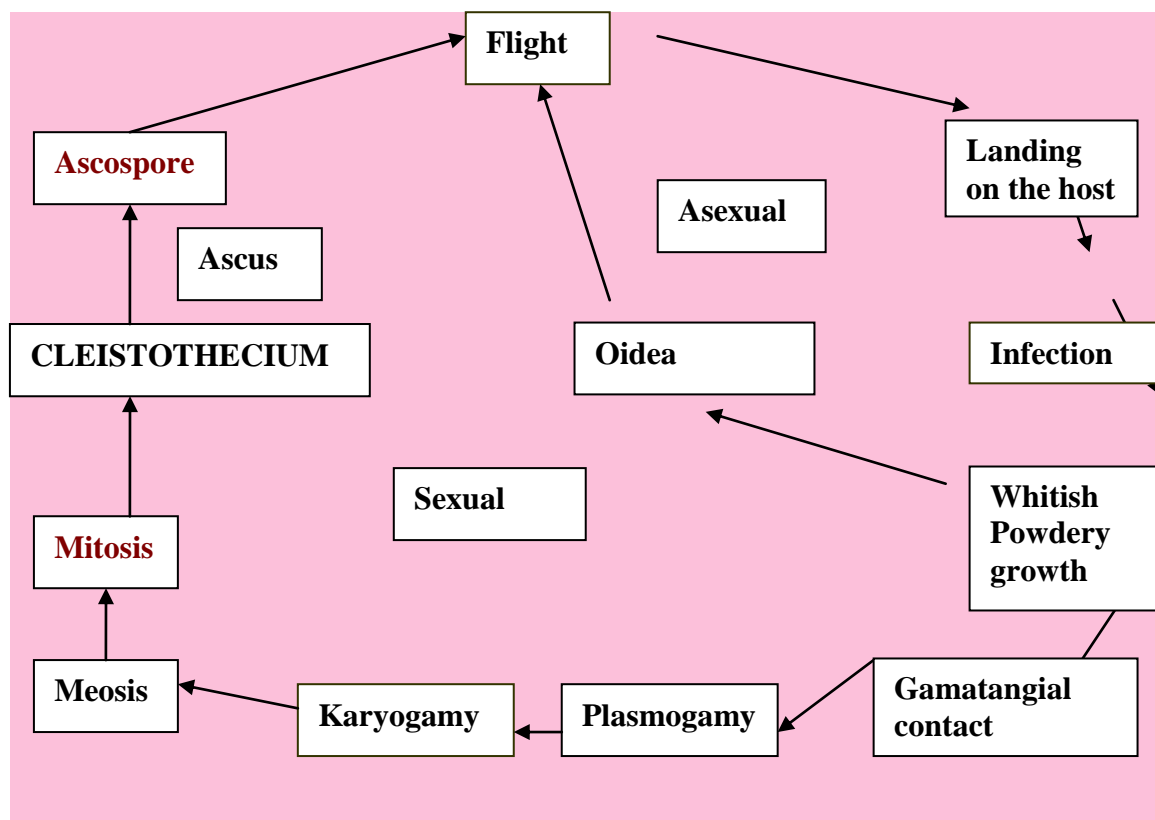 Flight
Ascospore
Landing
on the host
Asexual
Ascus
CLEISTOTHECIUM
Oidea
Infection
Sexual
Whitish
Powdery
growth
Mitosis
Meosis
Karyogamy
Plasmogamy
Gamatangial
contact